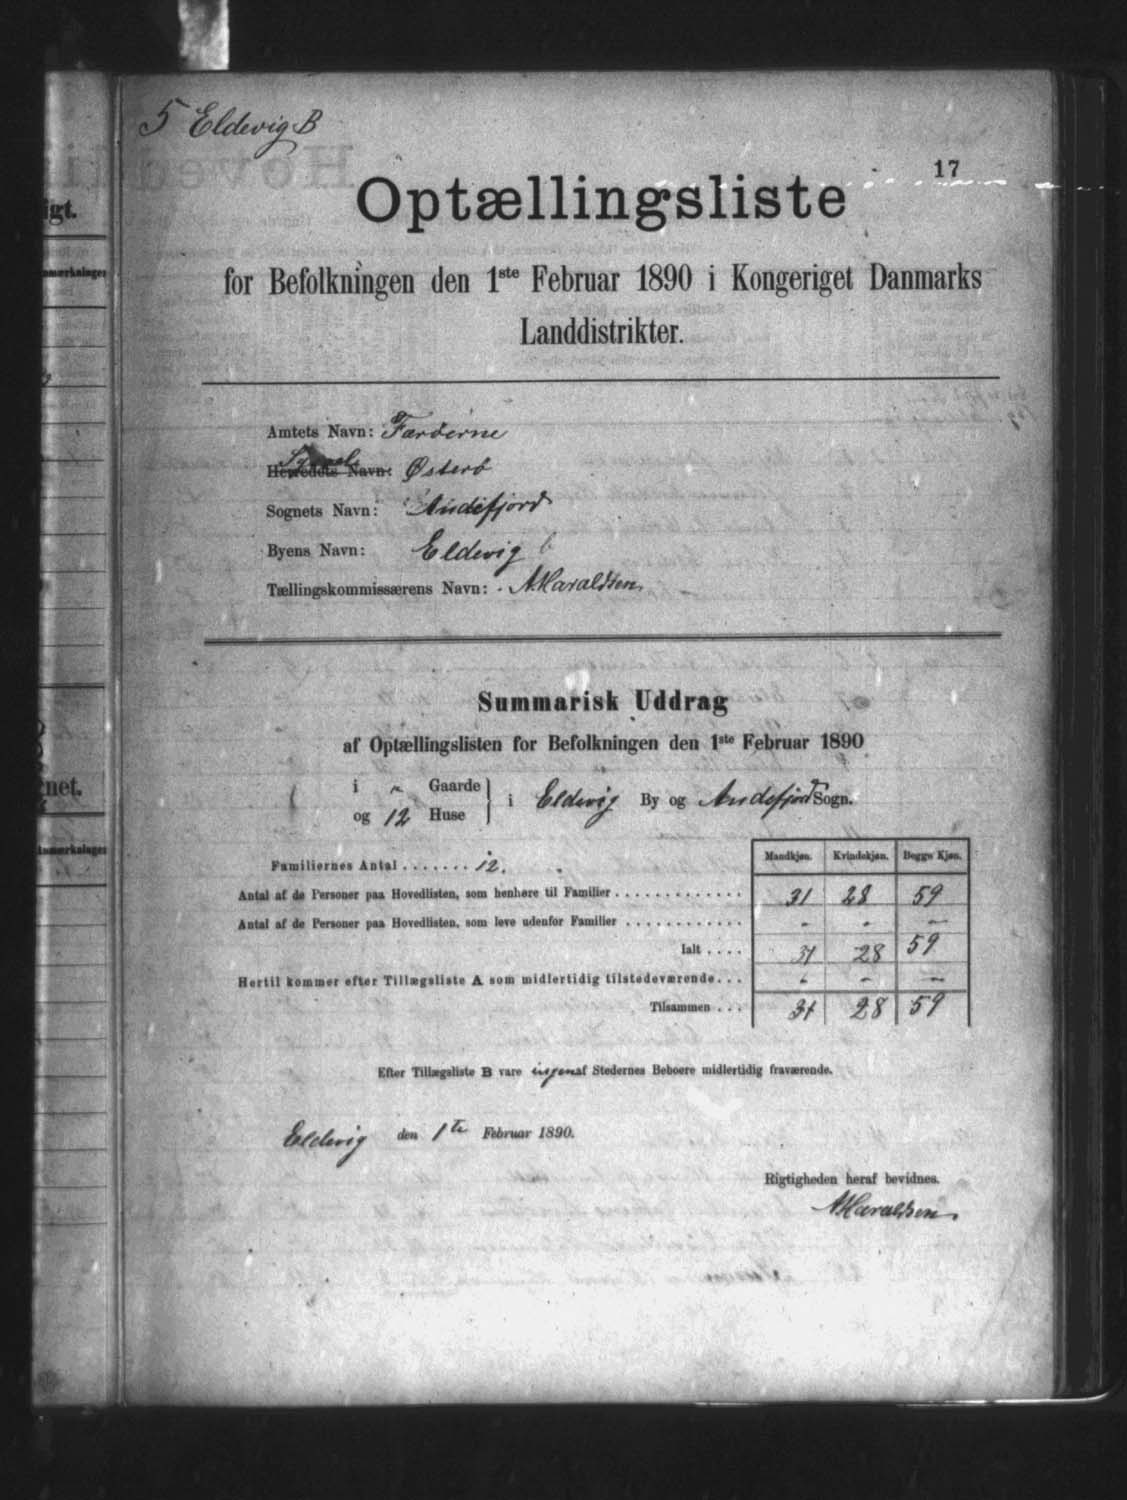 5 Eldevig B
17
Optællingsliste
for Befolkningen den 1ste Februar 1890 i Kongeriget Danmarks
Landdistrikter.
Amtets Navn: Færøerne
Herredets Navn: Syssel Østerö
Sognets Navn: Andefjord
Byens Navn: Eldevig b
Tællingskommissærens Navn: A Haraldsen
Summarisk Uddrag
af Optællingslisten for Befolkningen den 1ste Februar 1890
i " Gaarde
og 12 Huse } i Eldevig By og Andefjord Sogn.
Mandkjøn. Kvindekjøn. Begge Kjøn.
Familiernes Antal ....... 12.
Antal af de Personer paa Hovedlisten, som henhøre til Familier ............. 31 28 59
Antal af de Personer paa Hovedlisten, som leve udenfor Familier ............ - - -
Ialt .... 31 28 59
Hertil kommer efter Tillægsliste A som midlertidig tilstedeværende... - - -
Tilsammen ... 31 28 59
Efter Tillægsliste B vare ingen af Stedernes Beboere midlertidig fraværende.
Eldevig den 1te Februar 1890.
Rigtigheden heraf bevidnes.
A Haraldsen
igt.
net.